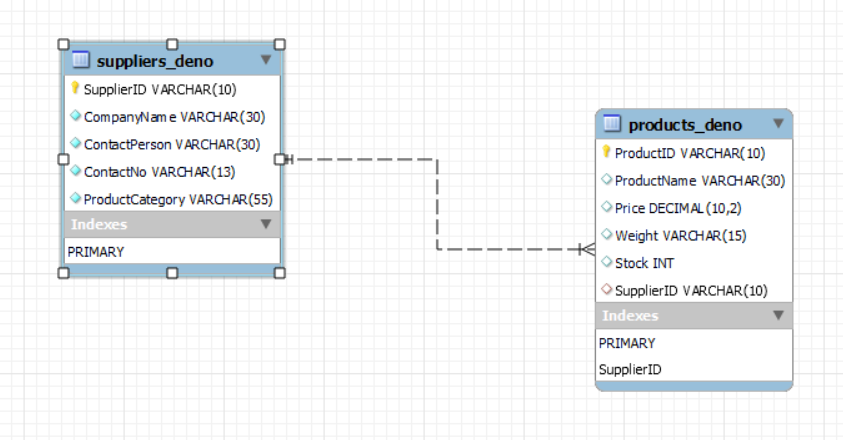 suppliers_deno
SupplierID VARCHAR(10)
CompanyName VARCHAR(30)
ContactPerson VARCHAR(30)
ContactNo VARCHAR(13)
ProductCategory VARCHAR(55)
Indexes
PRIMARY
products_deno
ProductID VARCHAR(10)
ProductName VARCHAR(30)
Price DECIMAL(10,2)
Weight VARCHAR(15)
Stock INT
SupplierID VARCHAR(10)
Indexes
PRIMARY
SupplierID